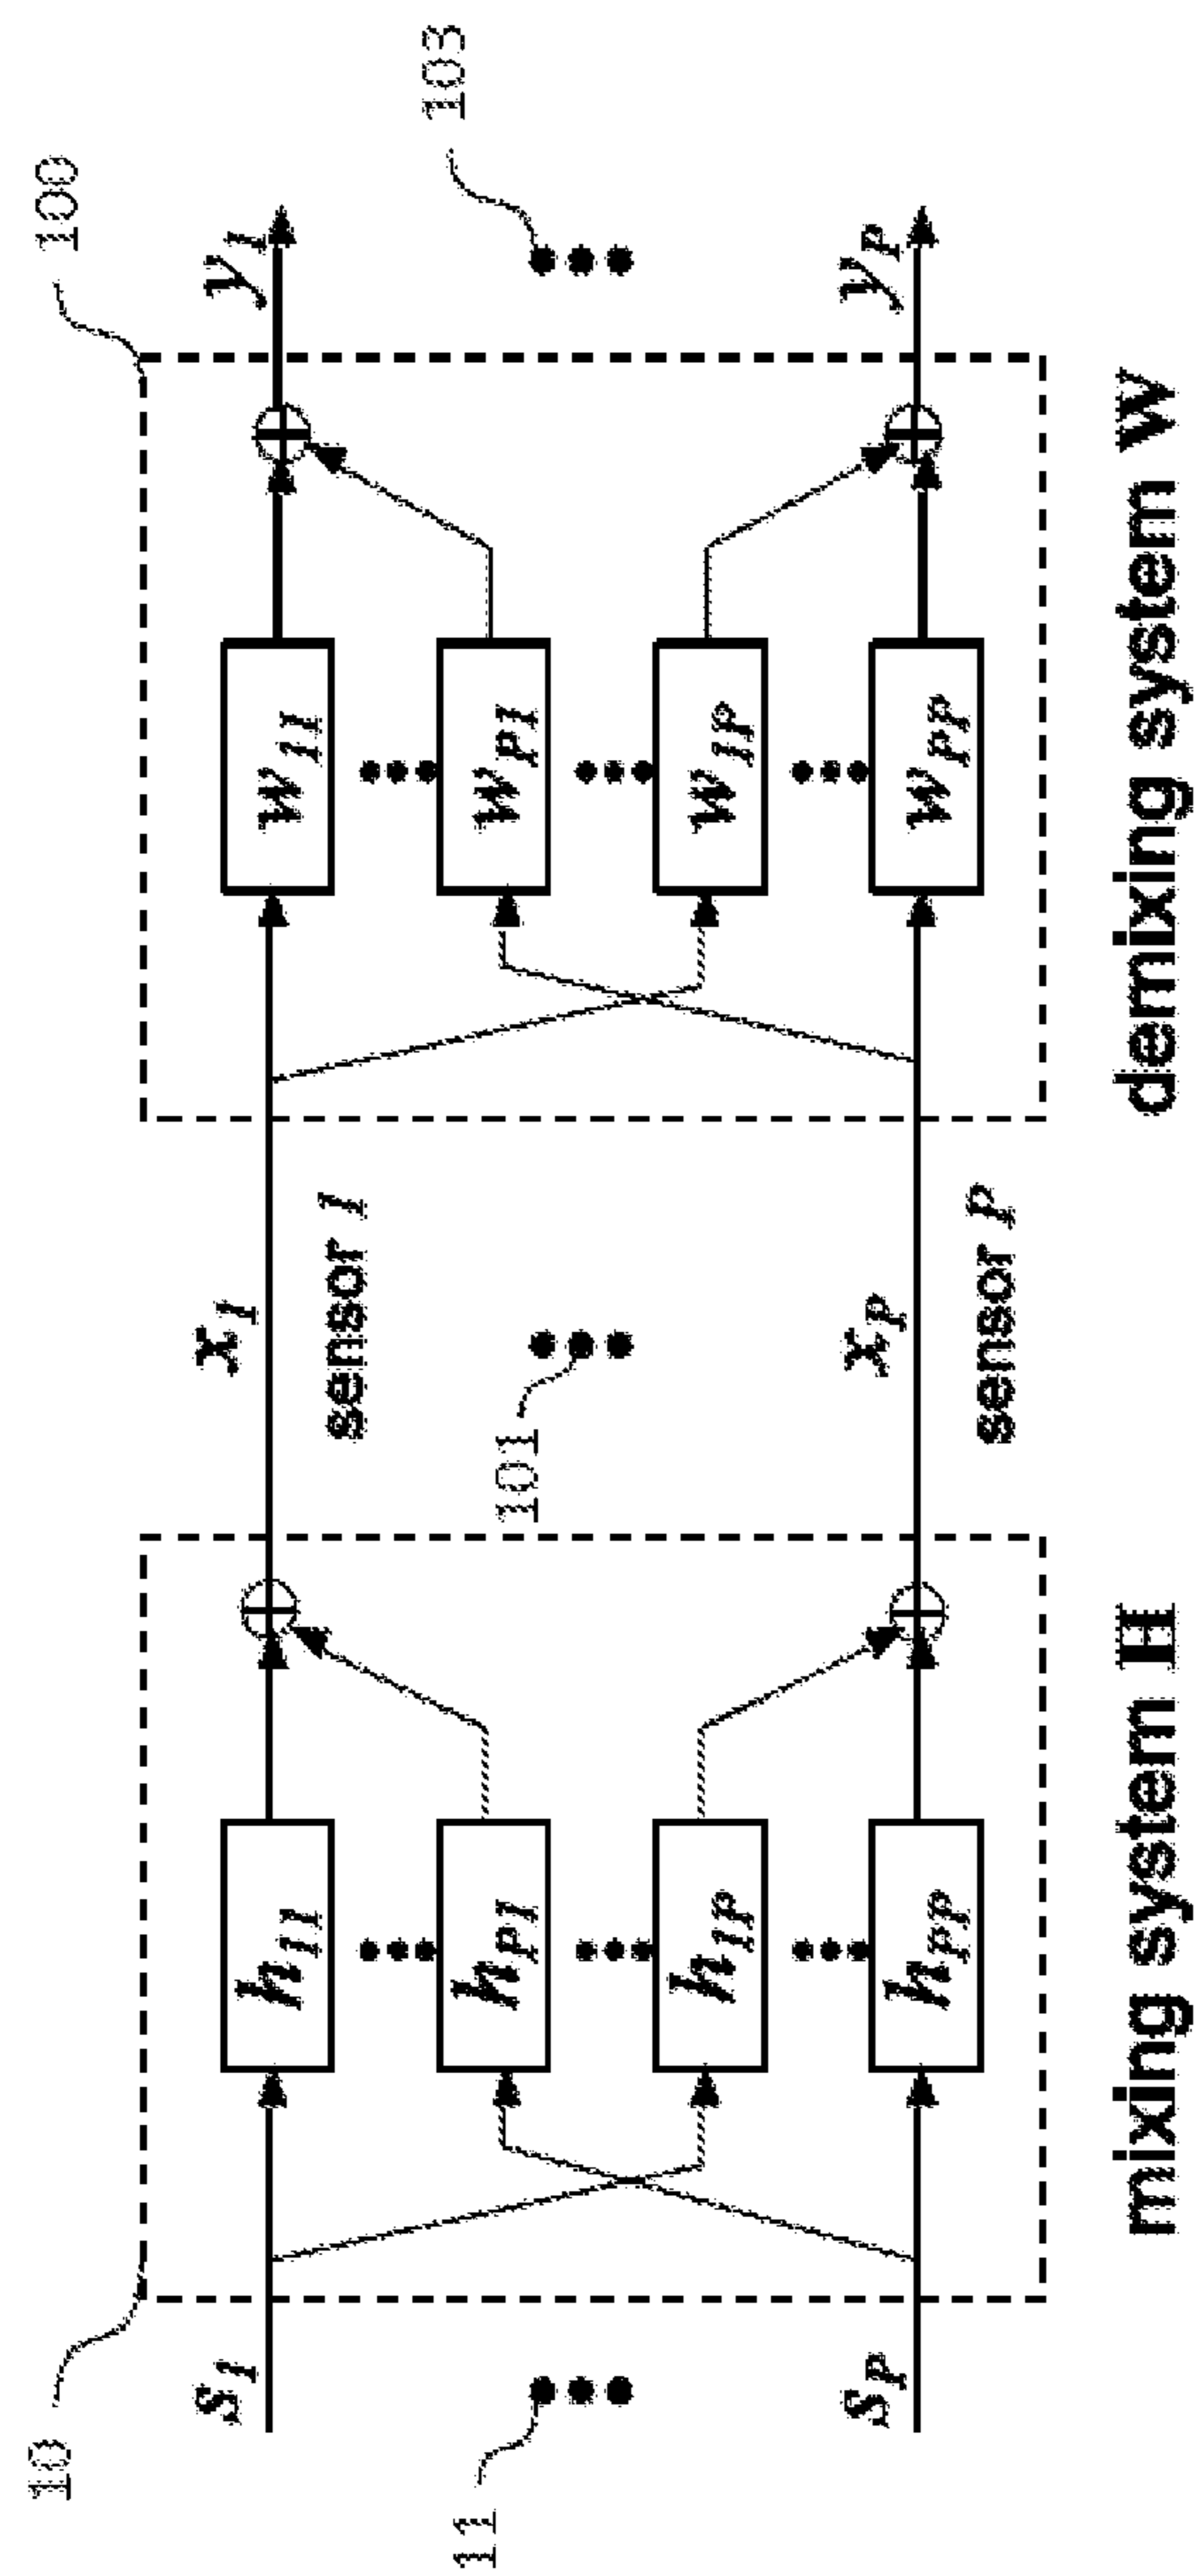 10
100
s1
h11
x1
w11
y1
sensor 1
hP1
wP1
11
101
103
h1P
w1P
sP
hPP
xP
wPP
yP
sensor P
mixing system H
demixing system W